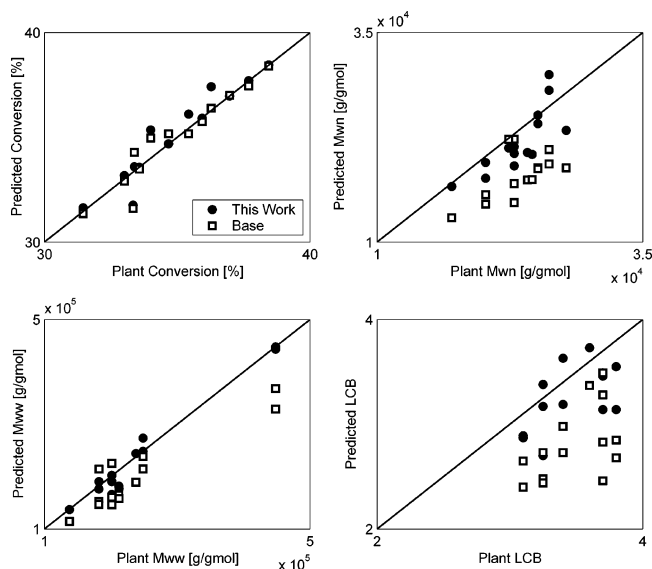 40
Predicted Conversion [%]
30
This Work
Base
30
40
Plant Conversion [%]
x 10^4
3.5
Predicted Mwn [g/gmol]
1
1
3.5
Plant Mwn [g/gmol]
x 10^4
x 10^5
5
Predicted Mww [g/gmol]
1
1
5
Plant Mww [g/gmol]
x 10^5
4
Predicted LCB
2
2
4
Plant LCB